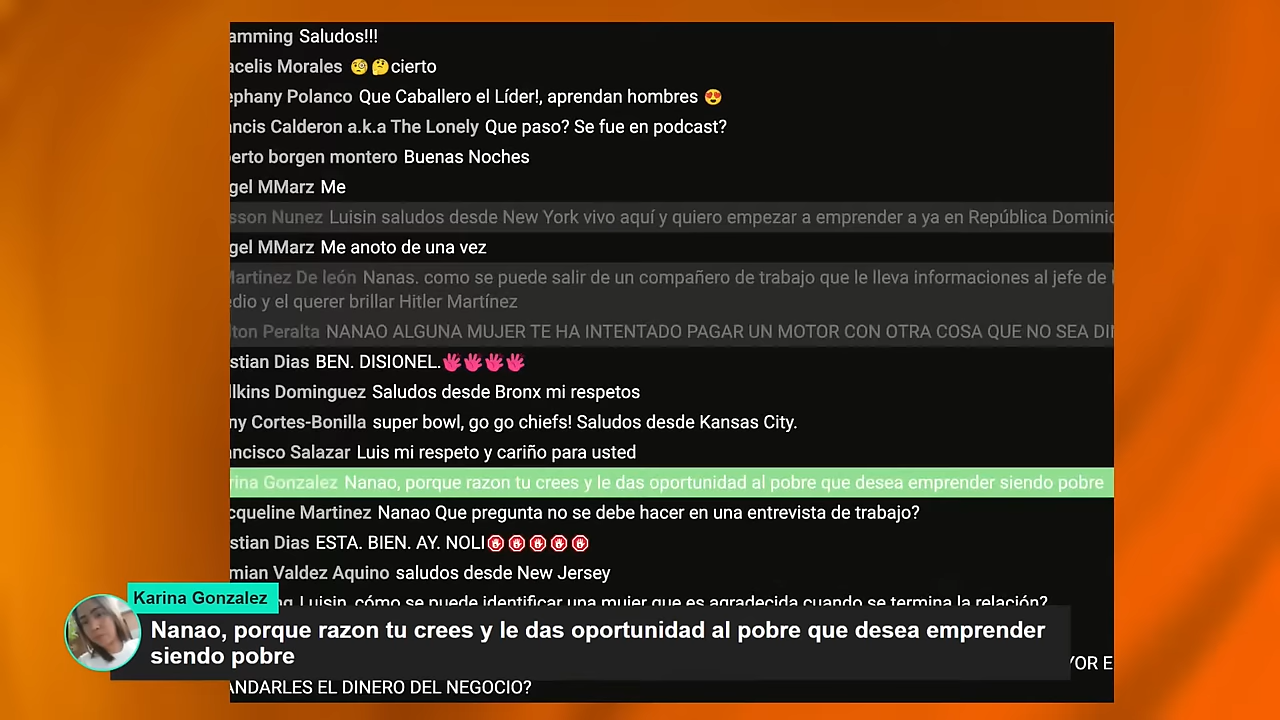 amming Saludos!!!
acelis Morales 🧐🤔cierto
ephany Polanco Que Caballero el Líder!, aprendan hombres 😍
ancis Calderon a.k.a The Lonely Que paso? Se fue en podcast?
erto borgen montero Buenas Noches
gel MMarz Me
sson Nunez Luisin saludos desde New York vivo aquí y quiero empezar a emprender a ya en República Dominic
gel MMarz Me anoto de una vez
Martinez De león Nanas. como se puede salir de un compañero de trabajo que le lleva informaciones al jefe de
dio y el querer brillar Hitler Martínez
lton Peralta NANAO ALGUNA MUJER TE HA INTENTADO PAGAR UN MOTOR CON OTRA COSA QUE NO SEA DI
stian Dias BEN. DISIONEL.👋👋👋👋
lkins Dominguez Saludos desde Bronx mi respetos
ny Cortes-Bonilla super bowl, go go chiefs! Saludos desde Kansas City.
ancisco Salazar Luis mi respeto y cariño para usted
rina Gonzalez Nanao, porque razon tu crees y le das oportunidad al pobre que desea emprender siendo pobre
cqueline Martinez Nanao Que pregunta no se debe hacer en una entrevista de trabajo?
stian Dias ESTA. BIEN. AY. NOLI
mian Valdez Aquino saludos desde New Jersey
Luisin, cómo se puede identificar una mujer que es agradecida cuando se termina la relación?
Karina Gonzalez
Nanao, porque razon tu crees y le das oportunidad al pobre que desea emprender
siendo pobre
YOR E
ANDARLES EL DINERO DEL NEGOCIO?